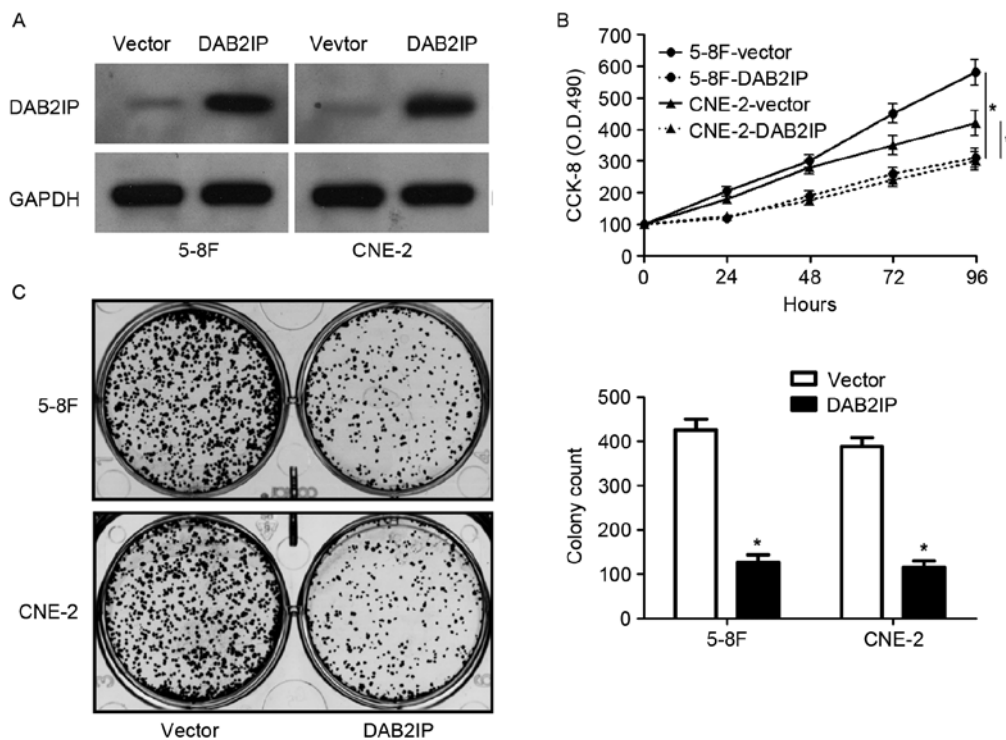 A
Vector DAB2IP Vevtor DAB2IP
DAB2IP
GAPDH
5-8F CNE-2
B
700
600
500
400
300
200
100
0
CCK-8 (O.D.490)
5-8F-vector
5-8F-DAB2IP
CNE-2-vector
CNE-2-DAB2IP
*
0 24 48 72 96
Hours
C
5-8F
CNE-2
Vector DAB2IP
Vector
DAB2IP
500
400
300
200
100
0
Colony count
* *
5-8F CNE-2